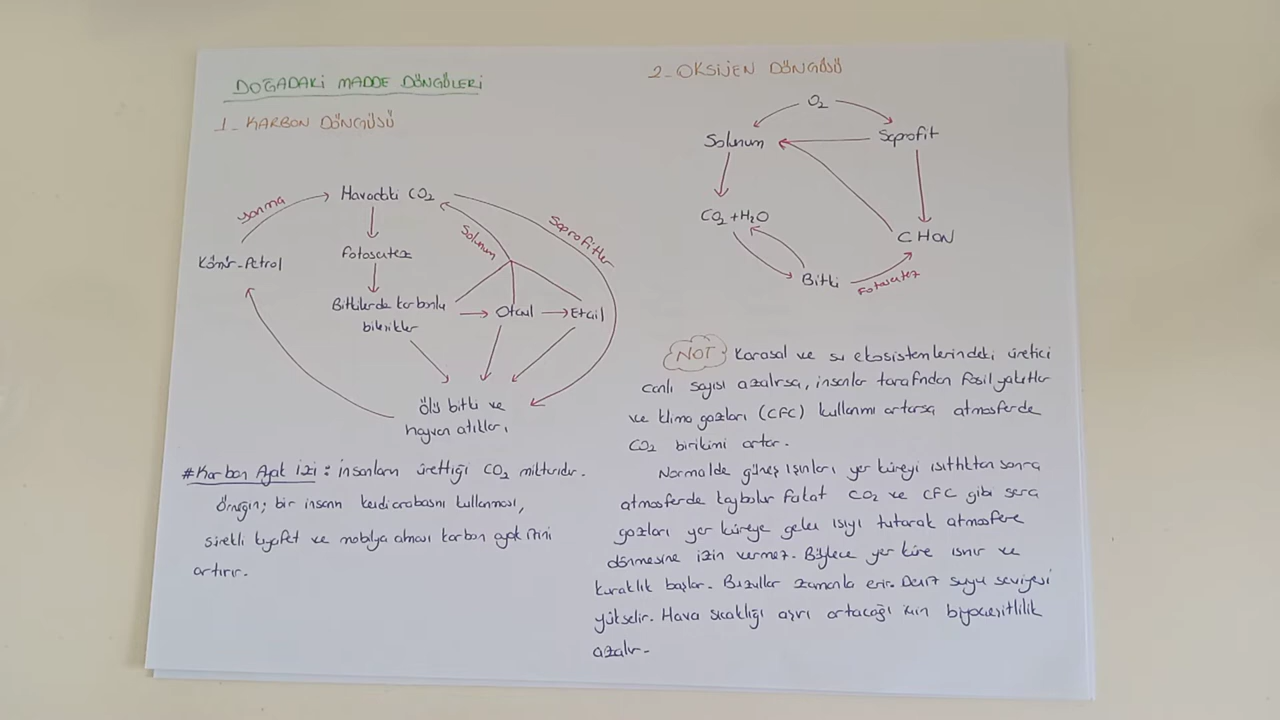 DOĞADAKİ MADDE DÖNGÜLERİ
1- KARBON DÖNGÜSÜ
Havadaki CO2
yanma
Solunum
Saprofitler
Kömür-Petrol
Fotosentez
Bitkilerde karbonlu
bileşikler
Otçul
Etçil
Ölü bitki ve
hayvan atıkları
#Karbon Ayak izi: insanların ürettiği CO2 miktarıdır.
Örneğin; bir insanın kendi arabasını kullanması,
sürekli kıyafet ve mobilya alması karbon ayak izini
artırır.
2- OKSİJEN DÖNGÜSÜ
O2
Solunum
Saprofit
CO2+H2O
CHON
Bitki
Fotosentez
NOT Karasal ve su ekosistemlerindeki üretici
canlı sayısı azalırsa, insanlar tarafından fosil yakıtlar
ve klima gazları (CFC) kullanımı artarsa atmosferde
CO2 birikimi artar.
Normalde güneş ışınları yer küreyi ısıttıktan sonra
atmosferde kaybolur fakat CO2 ve CFC gibi sera
gazları yer küreye gelen ısıyı tutarak atmosfere
dönmesine izin vermez. Böylece yer küre ısınır ve
kuraklık başlar. Buzullar zamanla erir. Deniz suyu seviyesi
yükselir. Hava sıcaklığı aşırı artacağı için biyoçeşitlilik
azalır.